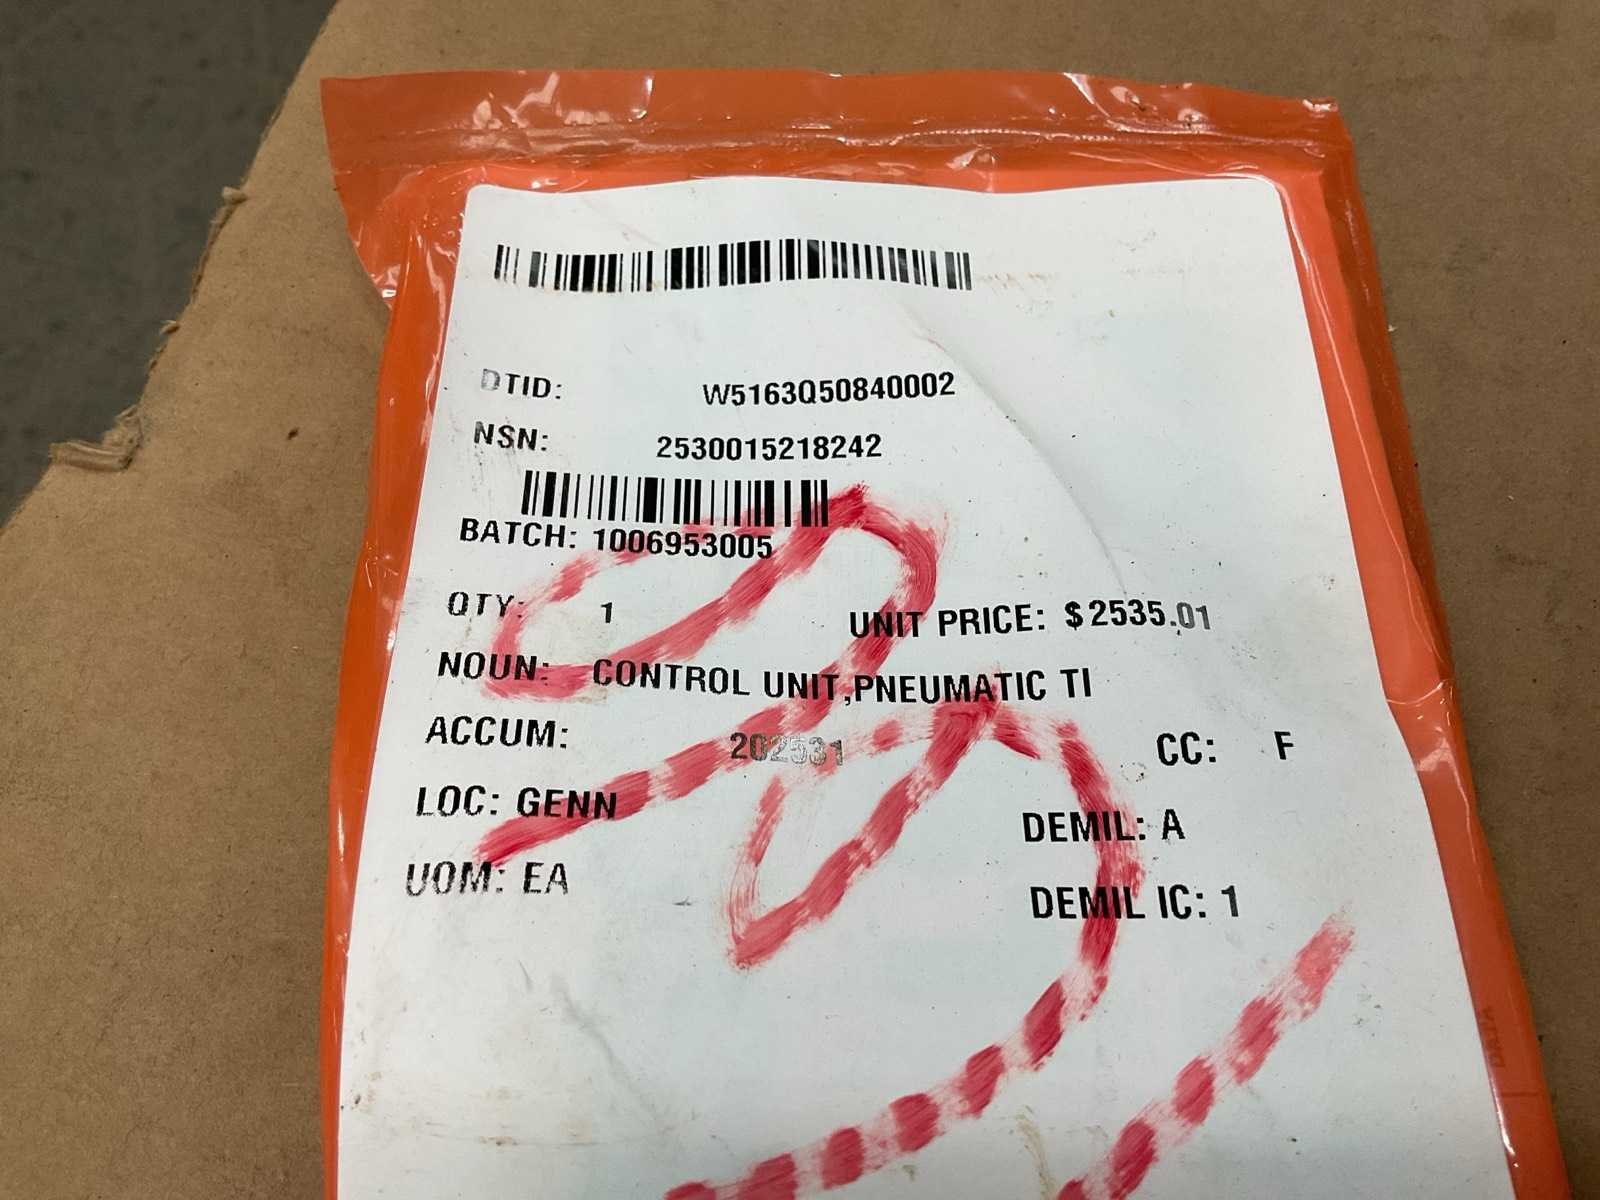 DTID: W5163Q50840002
NSN: 2530015218242
BATCH: 1006953005
QTY: 1 UNIT PRICE: $2535.01
NOUN: CONTROL UNIT,PNEUMATIC TI
ACCUM: 202531 CC: F
LOC: GENN DEMIL: A
UOM: EA DEMIL IC: 1